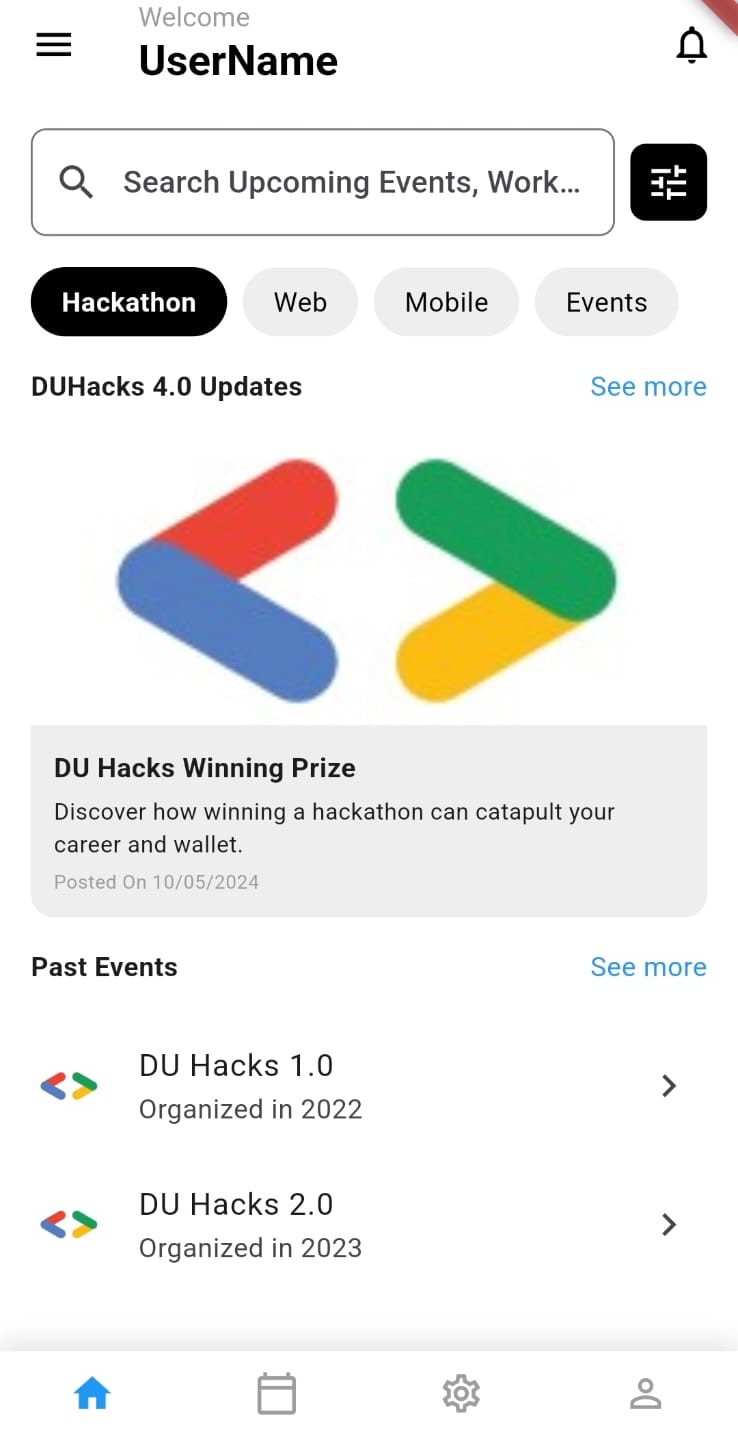 Welcome
UserName
Search Upcoming Events, Work...
Hackathon Web Mobile Events
DUHacks 4.0 Updates See more
DU Hacks Winning Prize
Discover how winning a hackathon can catapult your
career and wallet.
Posted On 10/05/2024
Past Events See more
DU Hacks 1.0
Organized in 2022
DU Hacks 2.0
Organized in 2023